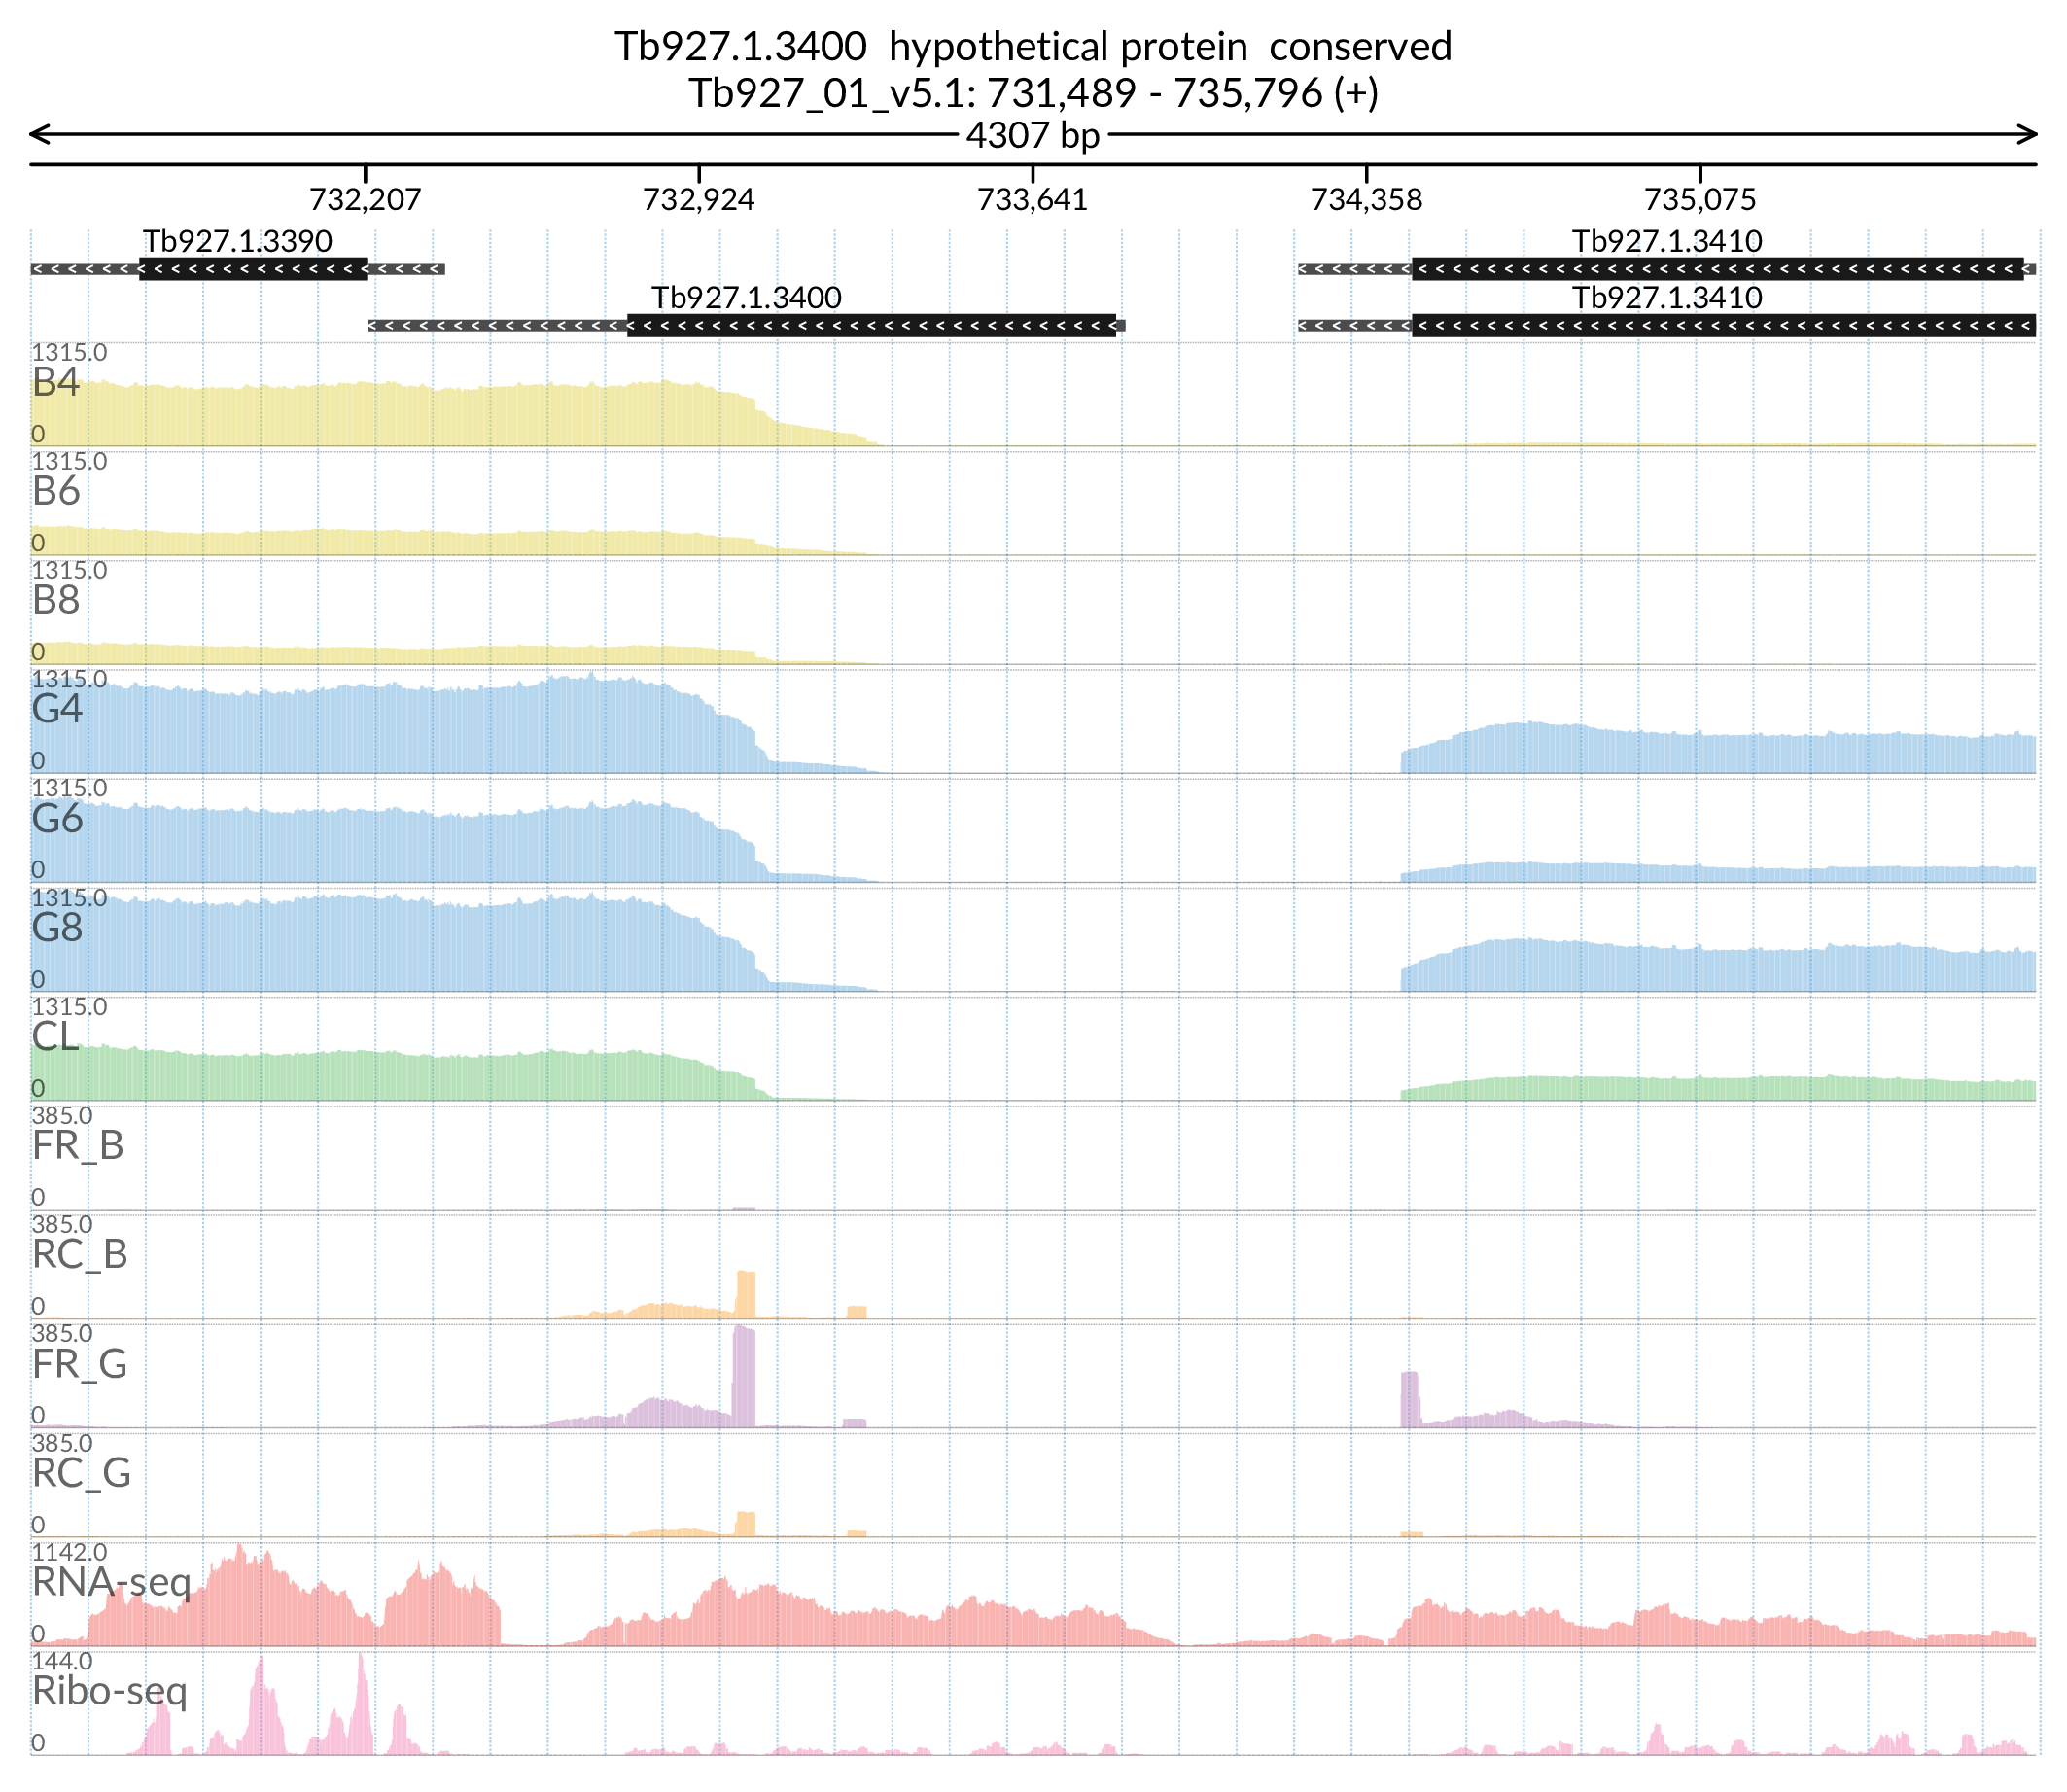 Tb927.1.3400  hypothetical protein  conserved
Tb927_01_v5.1: 731,489 - 735,796 (+)
4307 bp
732,207 732,924 733,641 734,358 735,075
Tb927.1.3390 Tb927.1.3410
Tb927.1.3400 Tb927.1.3410
1315.0
B4
0
1315.0
B6
0
1315.0
B8
0
1315.0
G4
0
1315.0
G6
0
1315.0
G8
0
1315.0
CL
0
385.0
FR_B
0
385.0
RC_B
0
385.0
FR_G
0
385.0
RC_G
0
1142.0
RNA-seq
0
144.0
Ribo-seq
0